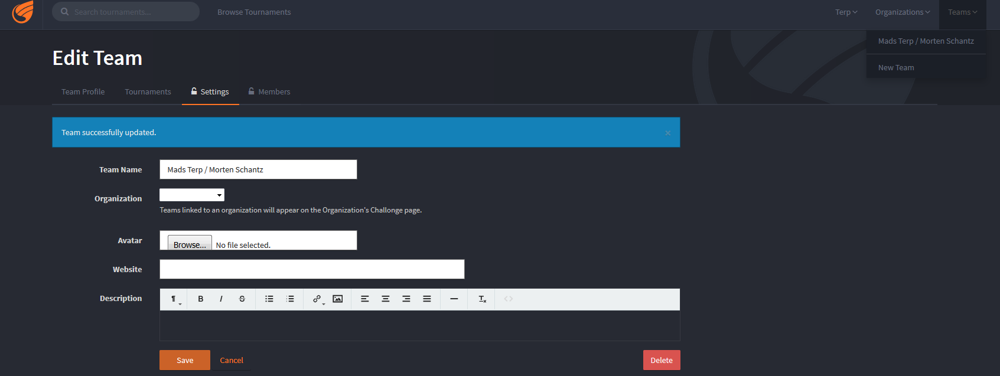 Search tournaments...
Browse Tournaments
Terp
Organizations
Teams
Mads Terp / Morten Schantz
New Team
Edit Team
Team Profile
Tournaments
Settings
Members
Team successfully updated.
×
Team Name
Mads Terp / Morten Schantz
Organization
Teams linked to an organization will appear on the Organization's Challonge page.
Avatar
Browse... No file selected.
Website
Description
¶ B I S
Save
Cancel
Delete